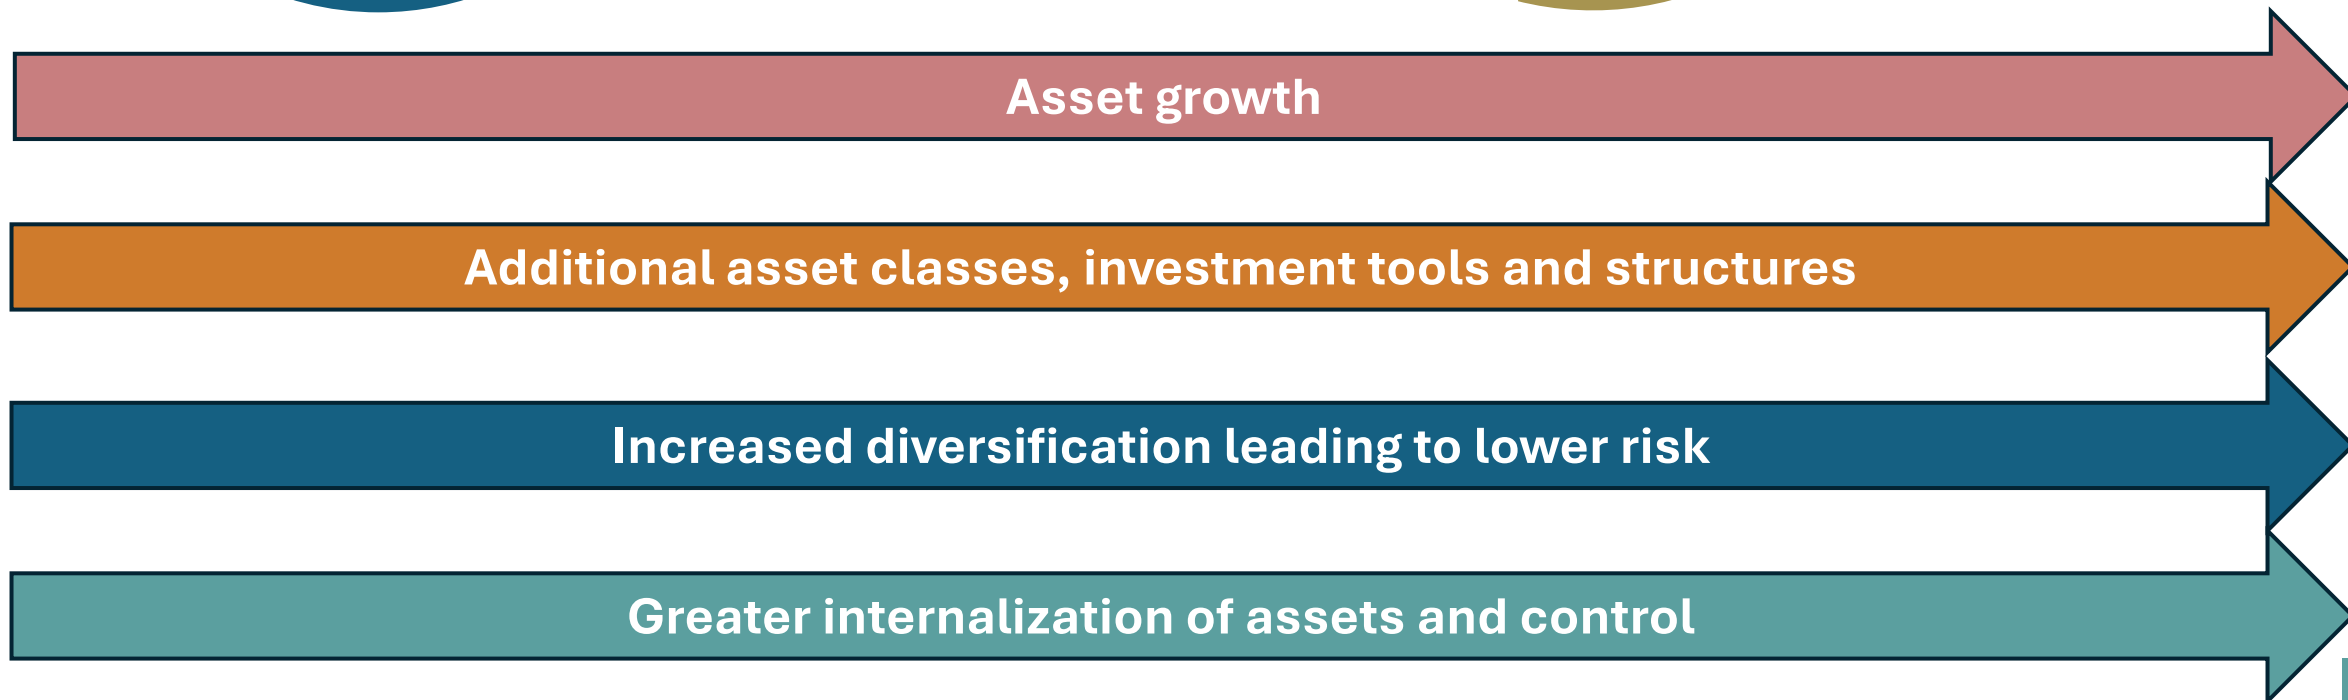 Asset growth
Additional asset classes, investment tools and structures
Increased diversification leading to lower risk
Greater internalization of assets and control